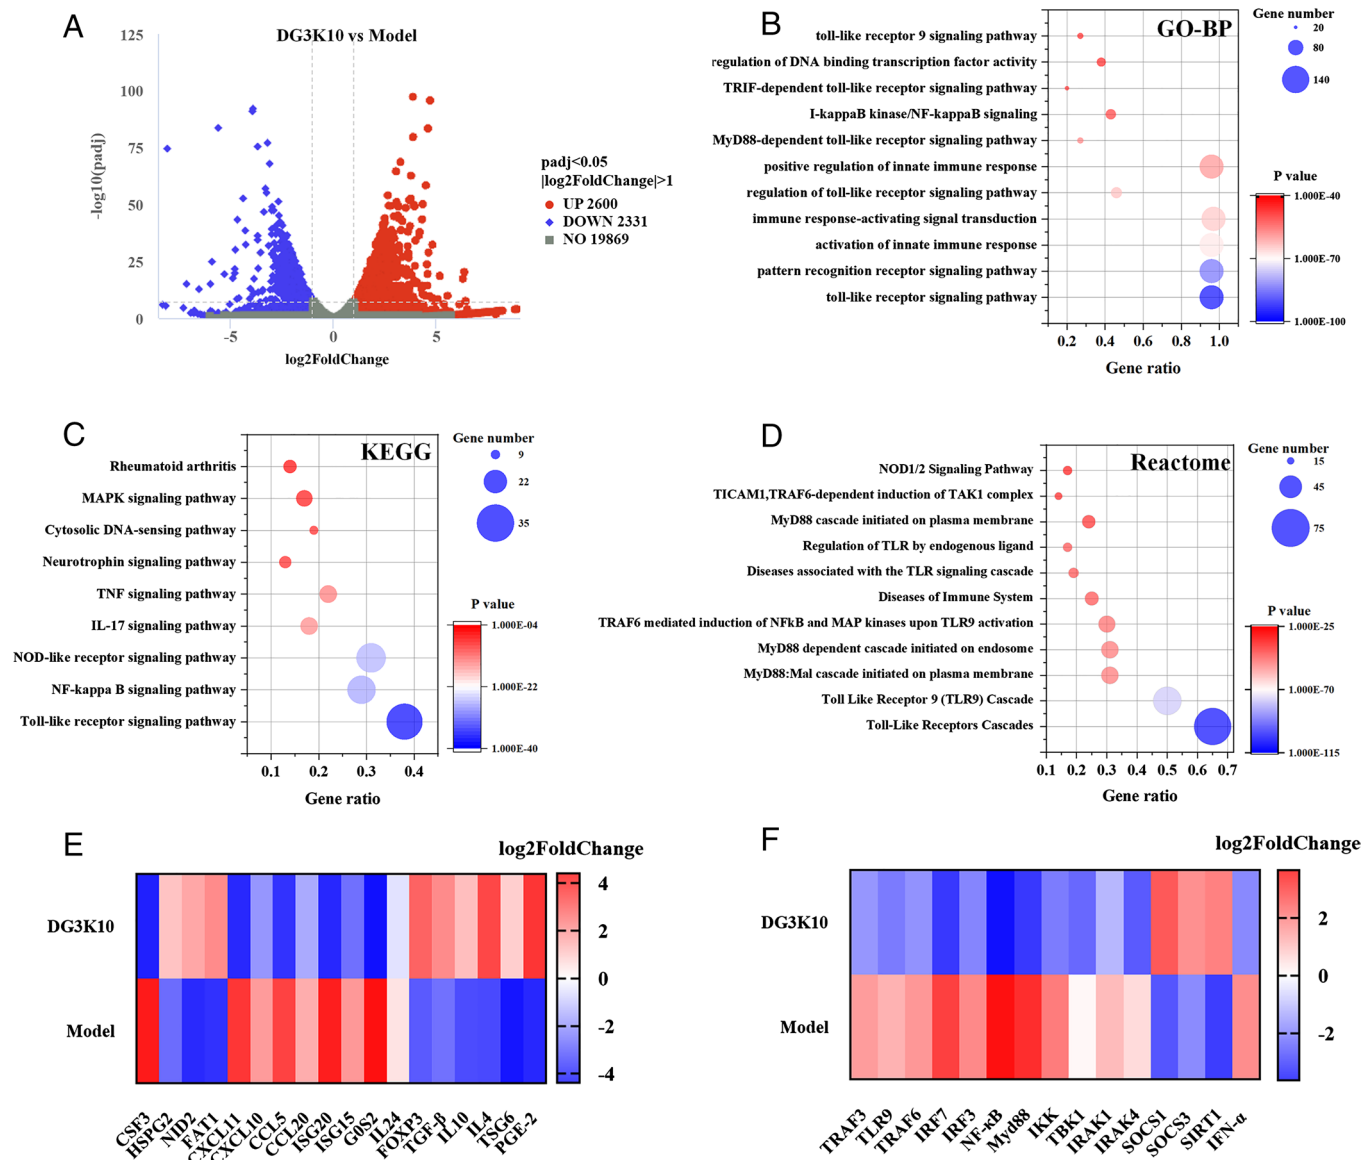 A
DG3K10 vs Model
125
100
75
50
25
0
-log10(padj)
-5
0
5
log2FoldChange
padj<0.05
|log2FoldChange|>1
UP 2600
DOWN 2331
NO 19869
B
GO-BP
toll-like receptor 9 signaling pathway
regulation of DNA binding transcription factor activity
TRIF-dependent toll-like receptor signaling pathway
I-kappaB kinase/NF-kappaB signaling
MyD88-dependent toll-like receptor signaling pathway
positive regulation of innate immune response
regulation of toll-like receptor signaling pathway
immune response-activating signal transduction
activation of innate immune response
pattern recognition receptor signaling pathway
toll-like receptor signaling pathway
0.2 0.4 0.6 0.8 1.0
Gene ratio
Gene number
20
80
140
P value
1.000E-40
1.000E-70
1.000E-100
C
KEGG
Rheumatoid arthritis
MAPK signaling pathway
Cytosolic DNA-sensing pathway
Neurotrophin signaling pathway
TNF signaling pathway
IL-17 signaling pathway
NOD-like receptor signaling pathway
NF-kappa B signaling pathway
Toll-like receptor signaling pathway
0.1 0.2 0.3 0.4
Gene ratio
Gene number
9
22
35
P value
1.000E-04
1.000E-22
1.000E-40
D
Reactome
NOD1/2 Signaling Pathway
TICAM1,TRAF6-dependent induction of TAK1 complex
MyD88 cascade initiated on plasma membrane
Regulation of TLR by endogenous ligand
Diseases associated with the TLR signaling cascade
Diseases of Immune System
TRAF6 mediated induction of NFkB and MAP kinases upon TLR9 activation
MyD88 dependent cascade initiated on endosome
MyD88:Mal cascade initiated on plasma membrane
Toll Like Receptor 9 (TLR9) Cascade
Toll-Like Receptors Cascades
0.1 0.2 0.3 0.4 0.5 0.6 0.7
Gene ratio
Gene number
15
45
75
P value
1.000E-25
1.000E-70
1.000E-115
E
log2FoldChange
DG3K10
Model
4
2
0
-2
-4
CSF3
HSPG2
NID2
FAT1
CXCL11
CXCL10
CCL5
CCL20
ISG20
ISG15
G0S2
IL24
FOXP3
TGF-β
IL10
IL4
TSG6
PGE-2
F
log2FoldChange
DG3K10
Model
2
0
-2
TRAF3
TLR9
TRAF6
IRF7
IRF3
NF-κB
Myd88
IKK
TBK1
IRAK1
IRAK4
SOCS1
SOCS3
SIRT1
IFN-α